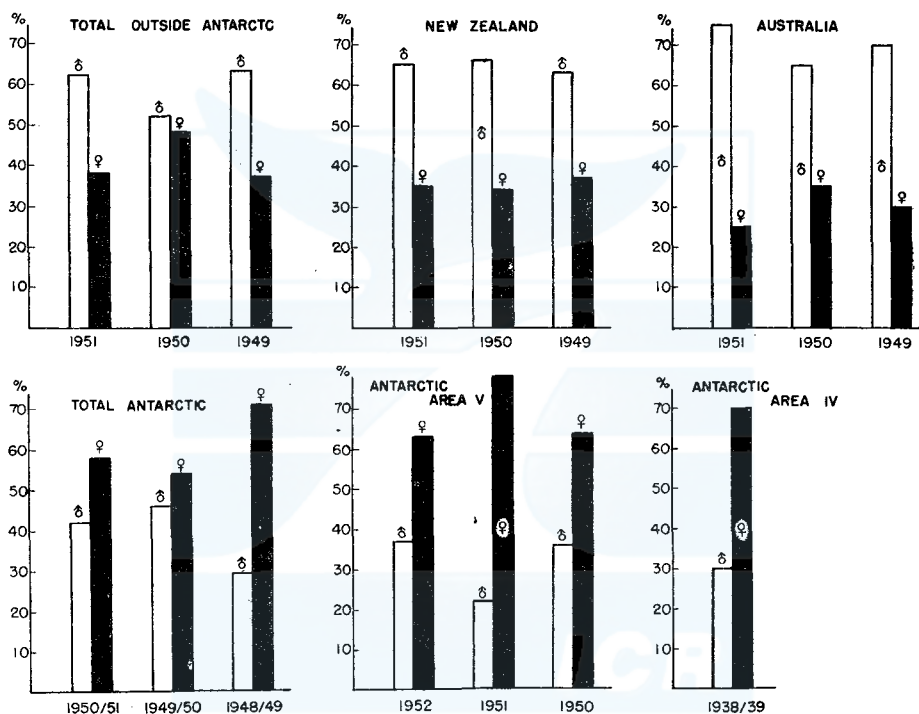 %
TOTAL OUTSIDE ANTARCTC
70
60
50
40
30
20
10
♂ ♀ ♂ ♀ ♂ ♀
1951 1950 1949
%
NEW ZEALAND
70
60
50
40
30
20
10
♂ ♀ ♂ ♀ ♂ ♀
1951 1950 1949
%
AUSTRALIA
70
60
50
40
30
20
10
♂ ♀ ♂ ♀ ♂ ♀
1951 1950 1949
%
TOTAL ANTARCTIC
70
60
50
40
30
20
10
♂ ♀ ♂ ♀ ♂ ♀
1950/51 1949/50 1948/49
%
ANTARCTIC
AREA V
70
60
50
40
30
20
10
♂ ♀ ♂ ♀ ♂ ♀
1952 1951 1950
%
ANTARCTIC
AREA IV
70
60
50
40
30
20
10
♂ ♀
1938/39
ICR